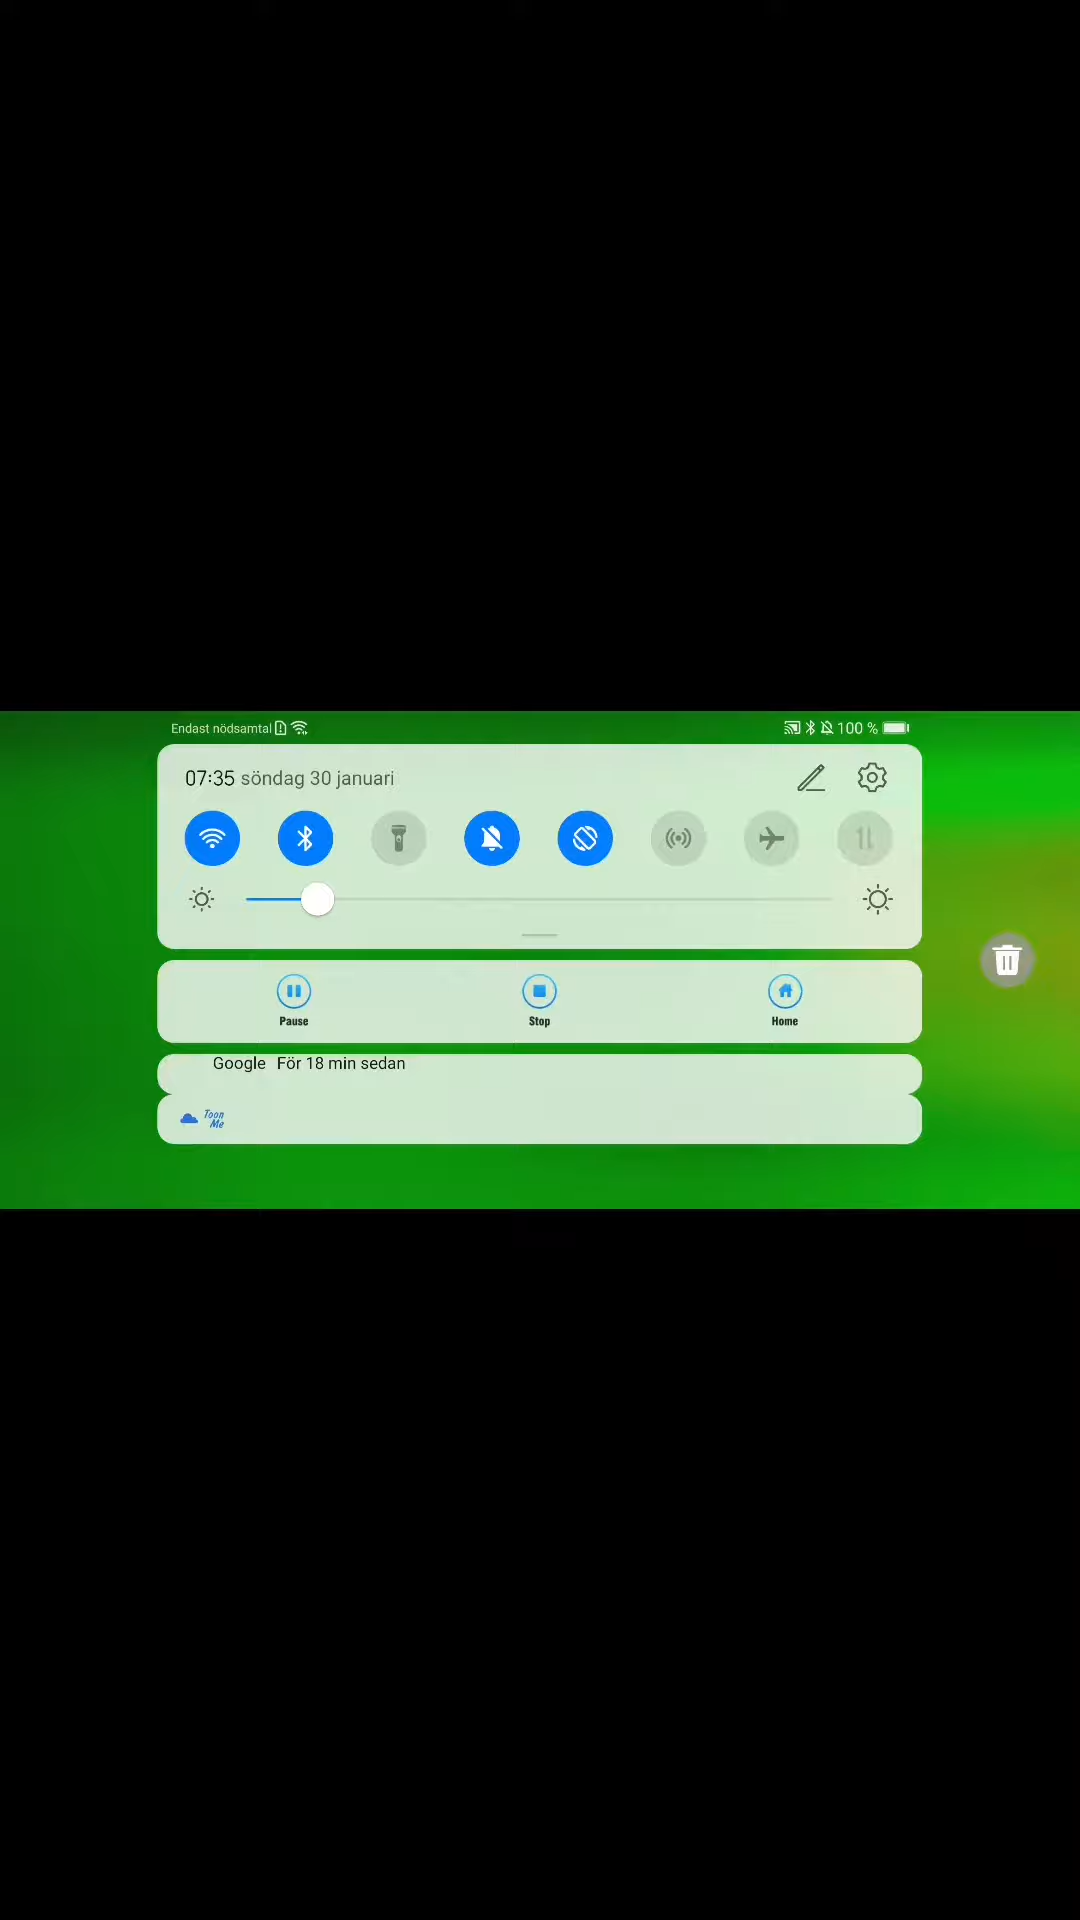 Endast nödsamtal 100 %
07:35 söndag 30 januari
Pause Stop Home
Google För 18 min sedan
Toon
Me